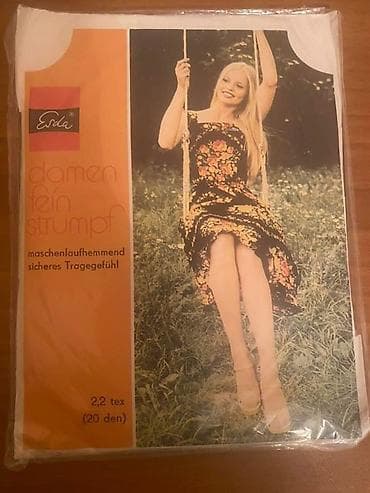 Esda®
damen
fein
strumpf
maschenlaufhemmend
sicheres Tragegefühl
2,2 tex
(20 den)